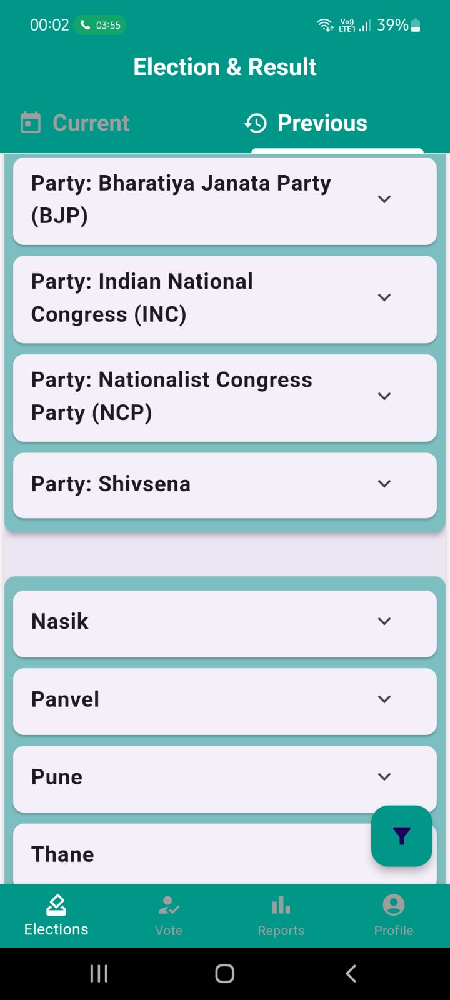 00:02 03:55 Vo)) LTE1 39%
Election & Result
Current Previous
Party: Bharatiya Janata Party
(BJP)
Party: Indian National
Congress (INC)
Party: Nationalist Congress
Party (NCP)
Party: Shivsena
Nasik
Panvel
Pune
Thane
Elections Vote Reports Profile